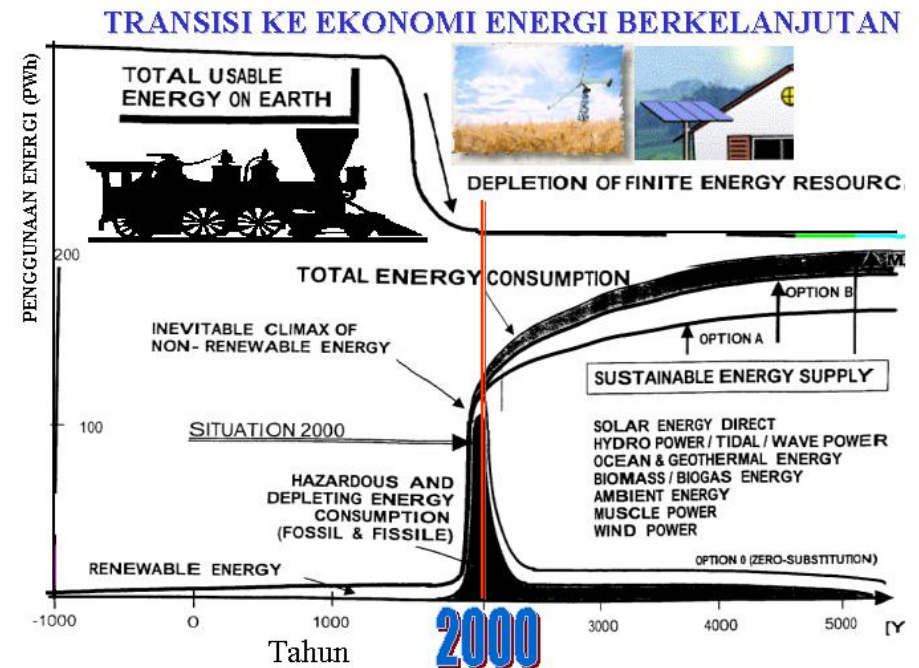 TRANSISI KE EKONOMI ENERGI BERKELANJUTAN
PENGGUNAAN ENERGI (PWh)
TOTAL USABLE
ENERGY ON EARTH
DEPLETION OF FINITE ENERGY RESOURC
200
TOTAL ENERGY CONSUMPTION
OPTION B
INEVITABLE CLIMAX OF
NON-RENEWABLE ENERGY
OPTION A
SUSTAINABLE ENERGY SUPPLY
100
SITUATION 2000
SOLAR ENERGY DIRECT
HYDRO POWER / TIDAL / WAVE POWER
OCEAN & GEOTHERMAL ENERGY
BIOMASS / BIOGAS ENERGY
AMBIENT ENERGY
MUSCLE POWER
WIND POWER
HAZARDOUS AND
DEPLETING ENERGY
CONSUMPTION
(FOSSIL & FISSILE)
OPTION 0 (ZERO-SUBSTITUTION)
RENEWABLE ENERGY
-1000
0
1000
2000
3000
4000
5000
[Y
Tahun